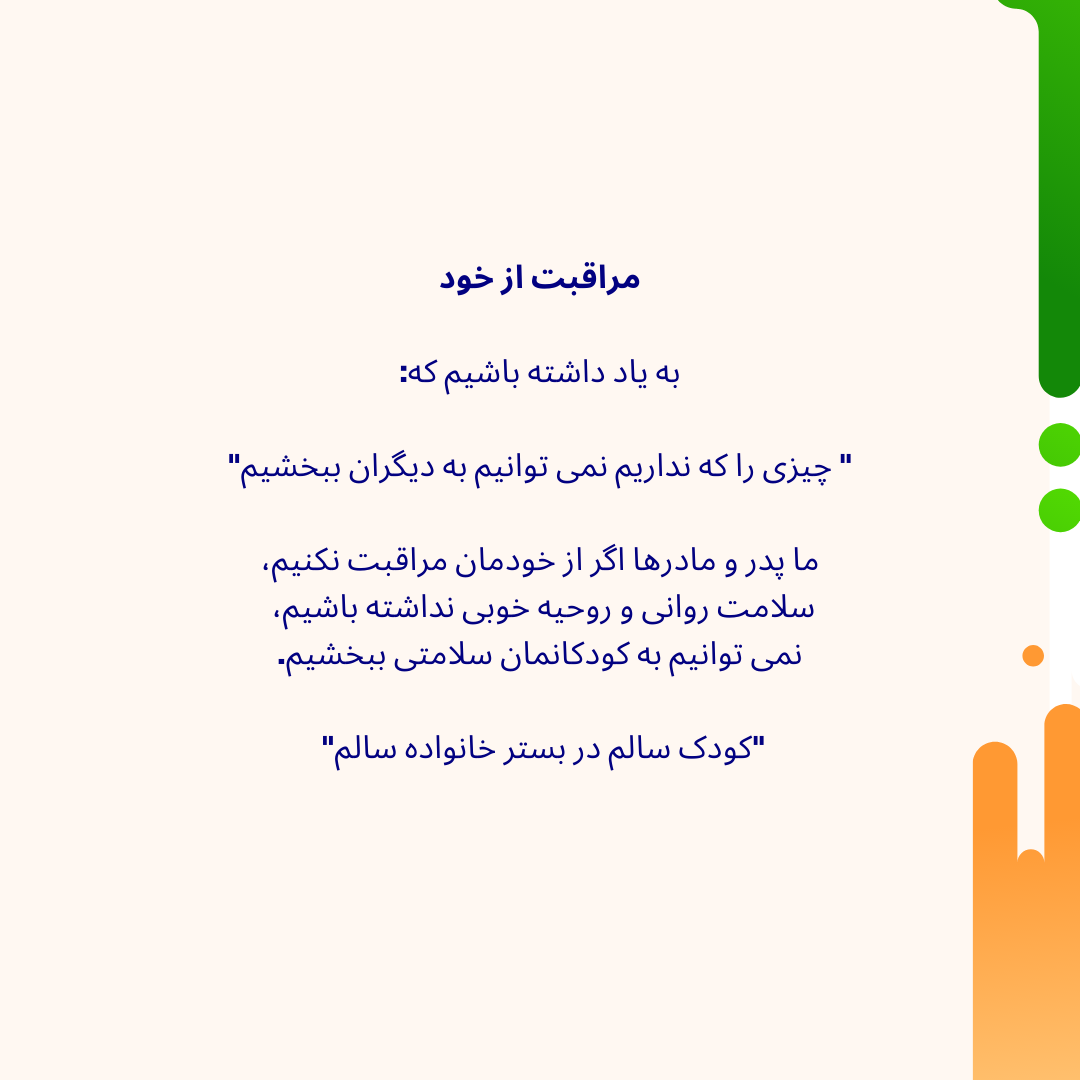 مراقبت از خود
به یاد داشته باشیم که:
" چیزی را که نداریم نمی توانیم به دیگران ببخشیم"
ما پدر و مادرها اگر از خودمان مراقبت نکنیم،
سلامت روانی و روحیه خوبی نداشته باشیم،
نمی توانیم به کودکانمان سلامتی ببخشیم.
"کودک سالم در بستر خانواده سالم"